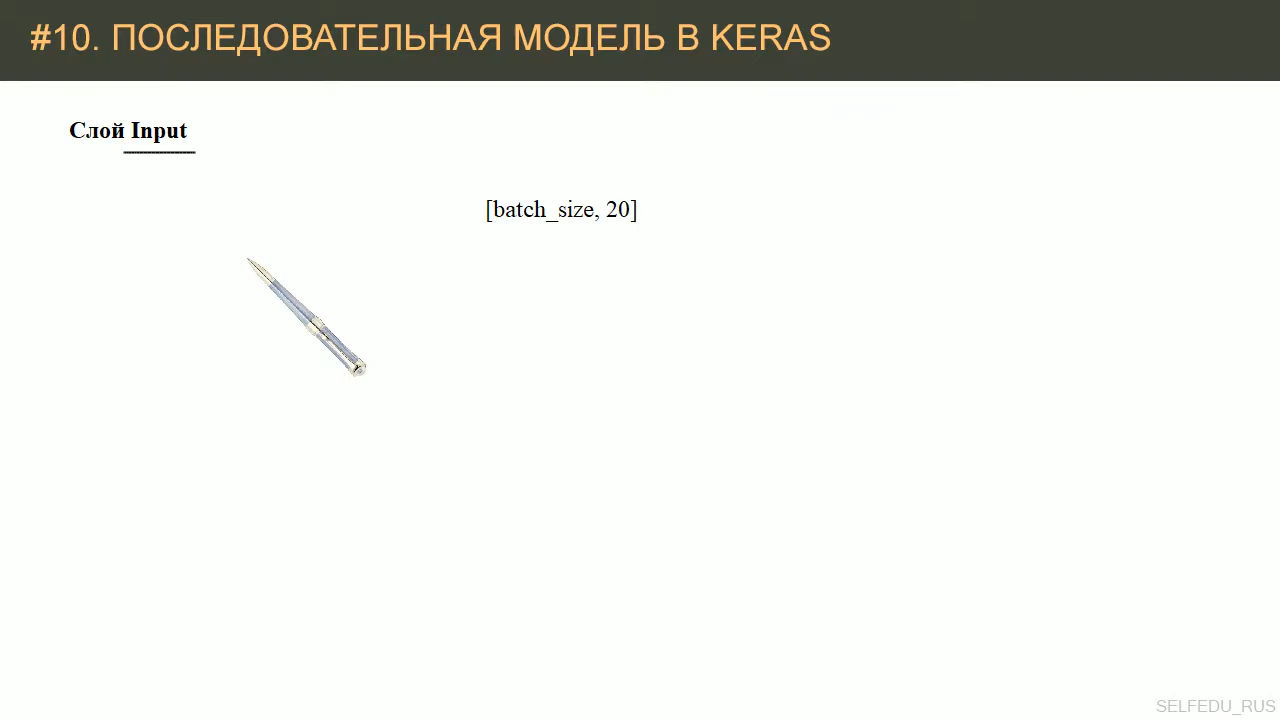 #10. ПОСЛЕДОВАТЕЛЬНАЯ МОДЕЛЬ В KERAS
Слой Input
[batch_size, 20]
SELFEDU_RUS